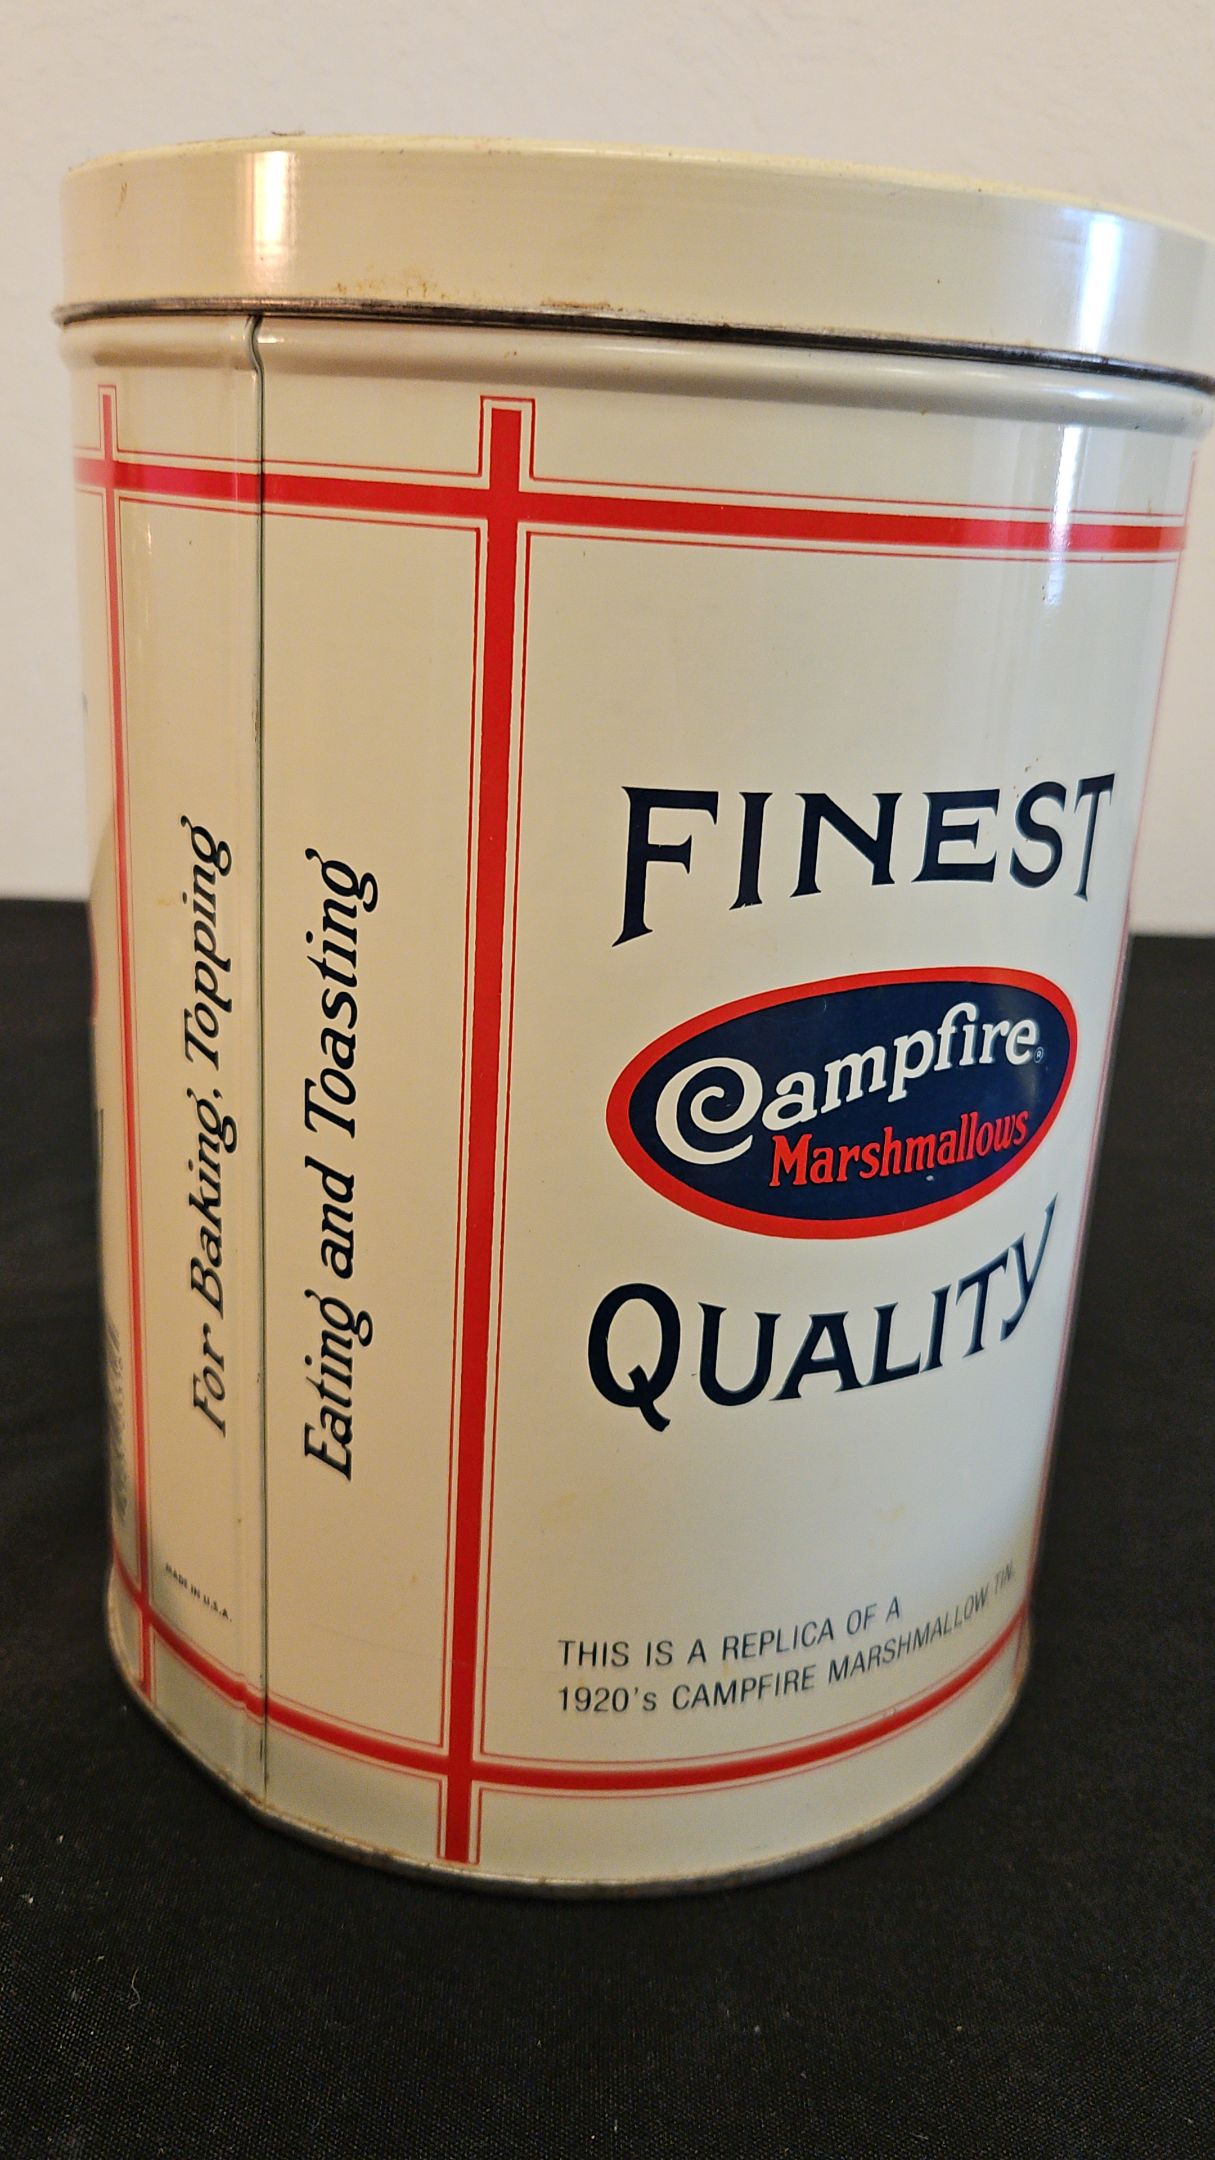 For Baking, Topping
Eating and Toasting
MADE IN U.S.A.
FINEST
Campfire®
Marshmallows
QUALITY
THIS IS A REPLICA OF A
1920's CAMPFIRE MARSHMALLOW TIN.